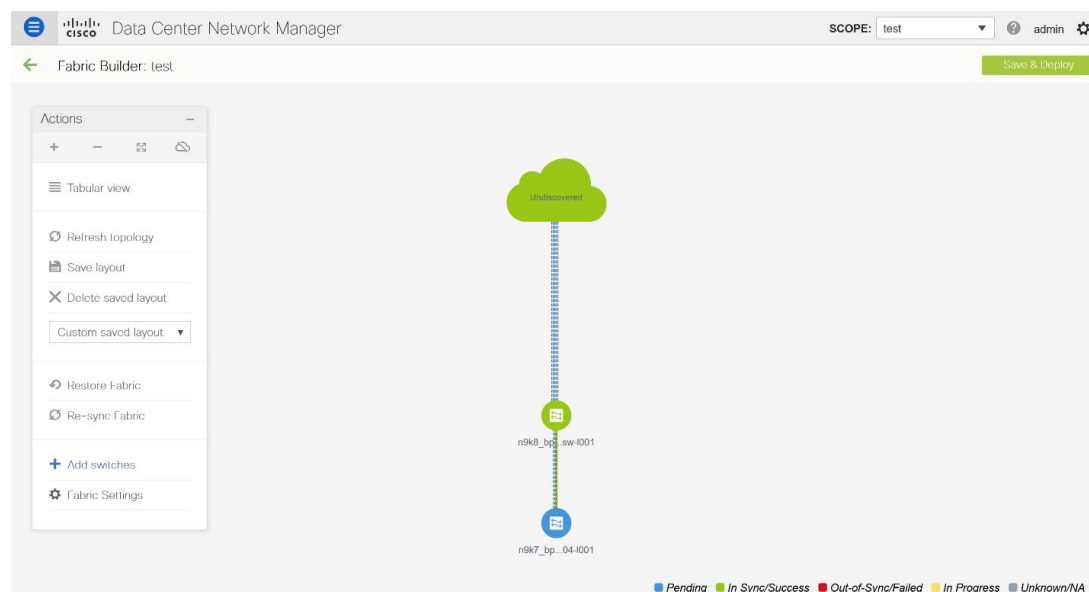 cisco Data Center Network Manager SCOPE: test admin
Fabric Builder: test Save & Deploy
Actions
Tabular view
Refresh topology
Save layout
Delete saved layout
Custom saved layout
Restore Fabric
Re-sync Fabric
Add switches
Fabric Settings
Undiscovered
n9k8_bp...sw-l001
n9k7_bp...04-l001
Pending In Sync/Success Out-of-Sync/Failed In Progress Unknown/NA